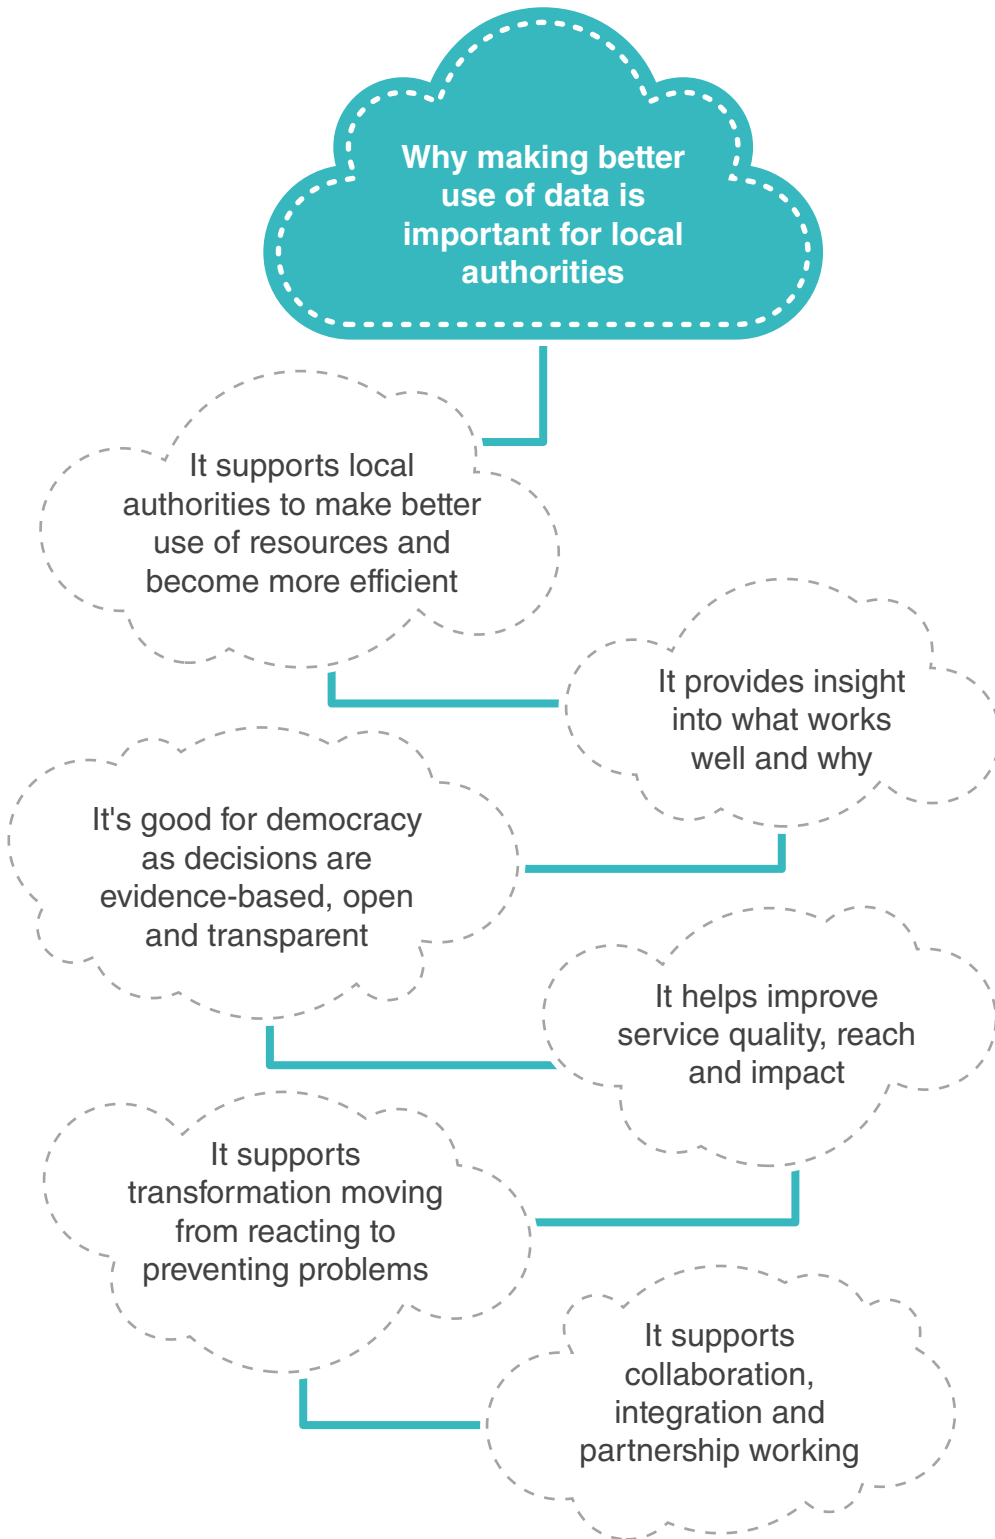 Why making better
use of data is
important for local
authorities
It supports local
authorities to make better
use of resources and
become more efficient
It provides insight
into what works
well and why
It's good for democracy
as decisions are
evidence-based, open
and transparent
It helps improve
service quality, reach
and impact
It supports
transformation moving
from reacting to
preventing problems
It supports
collaboration,
integration and
partnership working